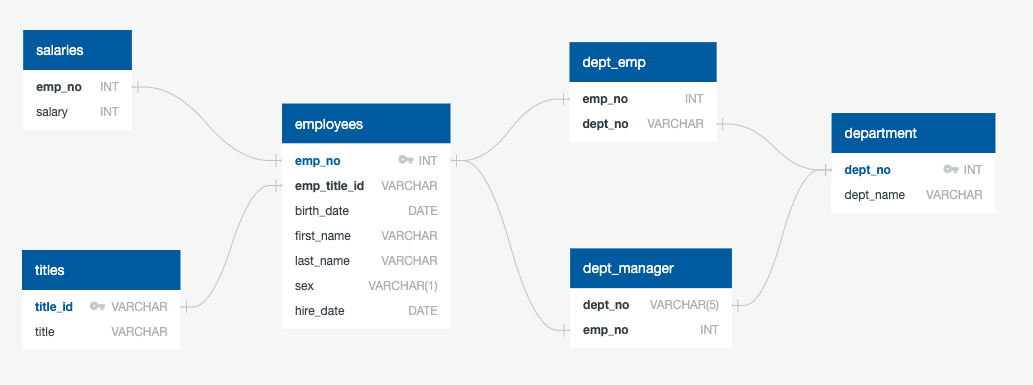 salaries
emp_no INT
salary INT
titles
title_id VARCHAR
title VARCHAR
employees
emp_no INT
emp_title_id VARCHAR
birth_date DATE
first_name VARCHAR
last_name VARCHAR
sex VARCHAR(1)
hire_date DATE
dept_emp
emp_no INT
dept_no VARCHAR
dept_manager
dept_no VARCHAR(5)
emp_no INT
department
dept_no INT
dept_name VARCHAR